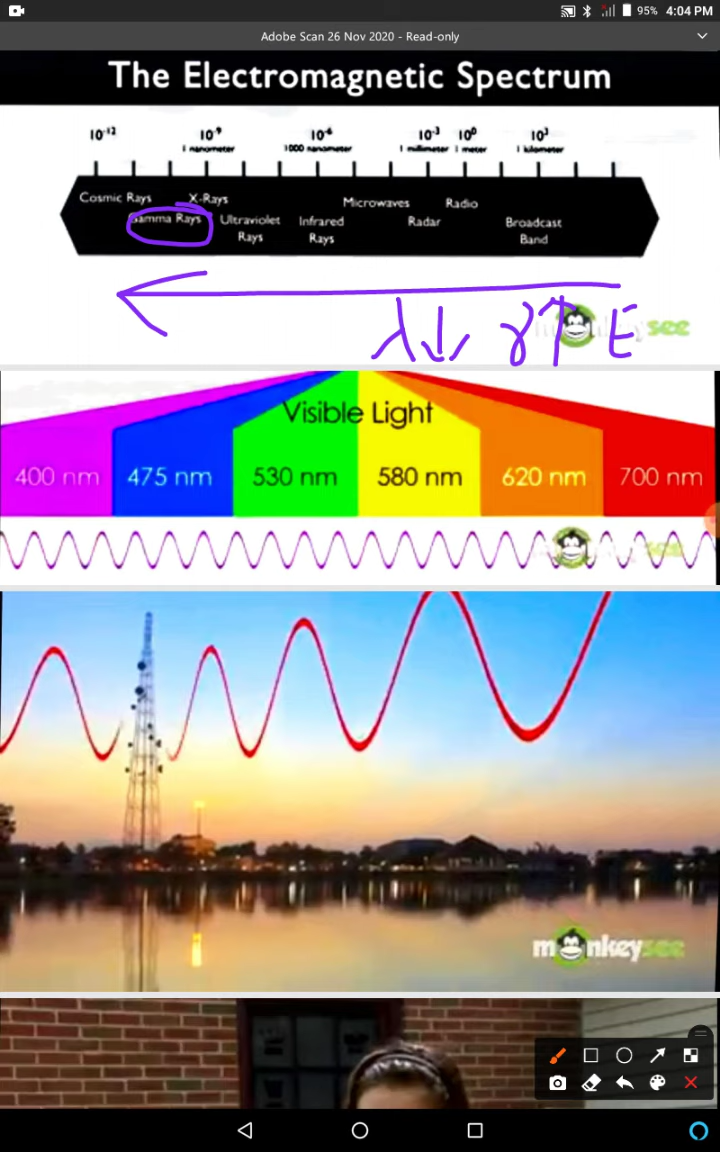 95% 4:04 PM
Adobe Scan 26 Nov 2020 - Read-only
The Electromagnetic Spectrum
10⁻¹² 10⁻⁹ 10⁻⁶ 10⁻³ 10⁰ 10³
1 nanometer 1000 nanometer 1 millimeter 1 meter 1 kilometer
Cosmic Rays X-Rays Microwaves Radio
Gamma Rays Ultraviolet Rays Infrared Rays Radar Broadcast Band
λ↓ γ↑ E
monkeysee
Visible Light
400 nm 475 nm 530 nm 580 nm 620 nm 700 nm
monkeysee
monkeysee